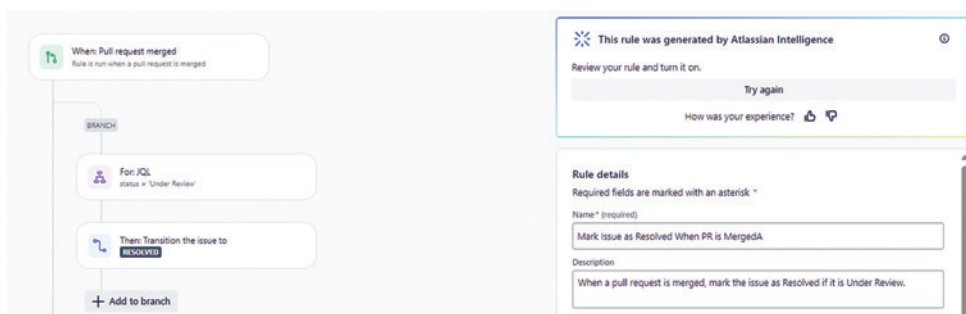 When: Pull request merged
Rule is run when a pull request is merged
BRANCH
For: JQL
status = 'Under Review'
Then: Transition the issue to
RESOLVED
Add to branch
This rule was generated by Atlassian Intelligence
Review your rule and turn it on.
Try again
How was your experience?
Rule details
Required fields are marked with an asterisk *
Name * (required)
Mark Issue as Resolved When PR is MergedA
Description
When a pull request is merged, mark the issue as Resolved if it is Under Review.